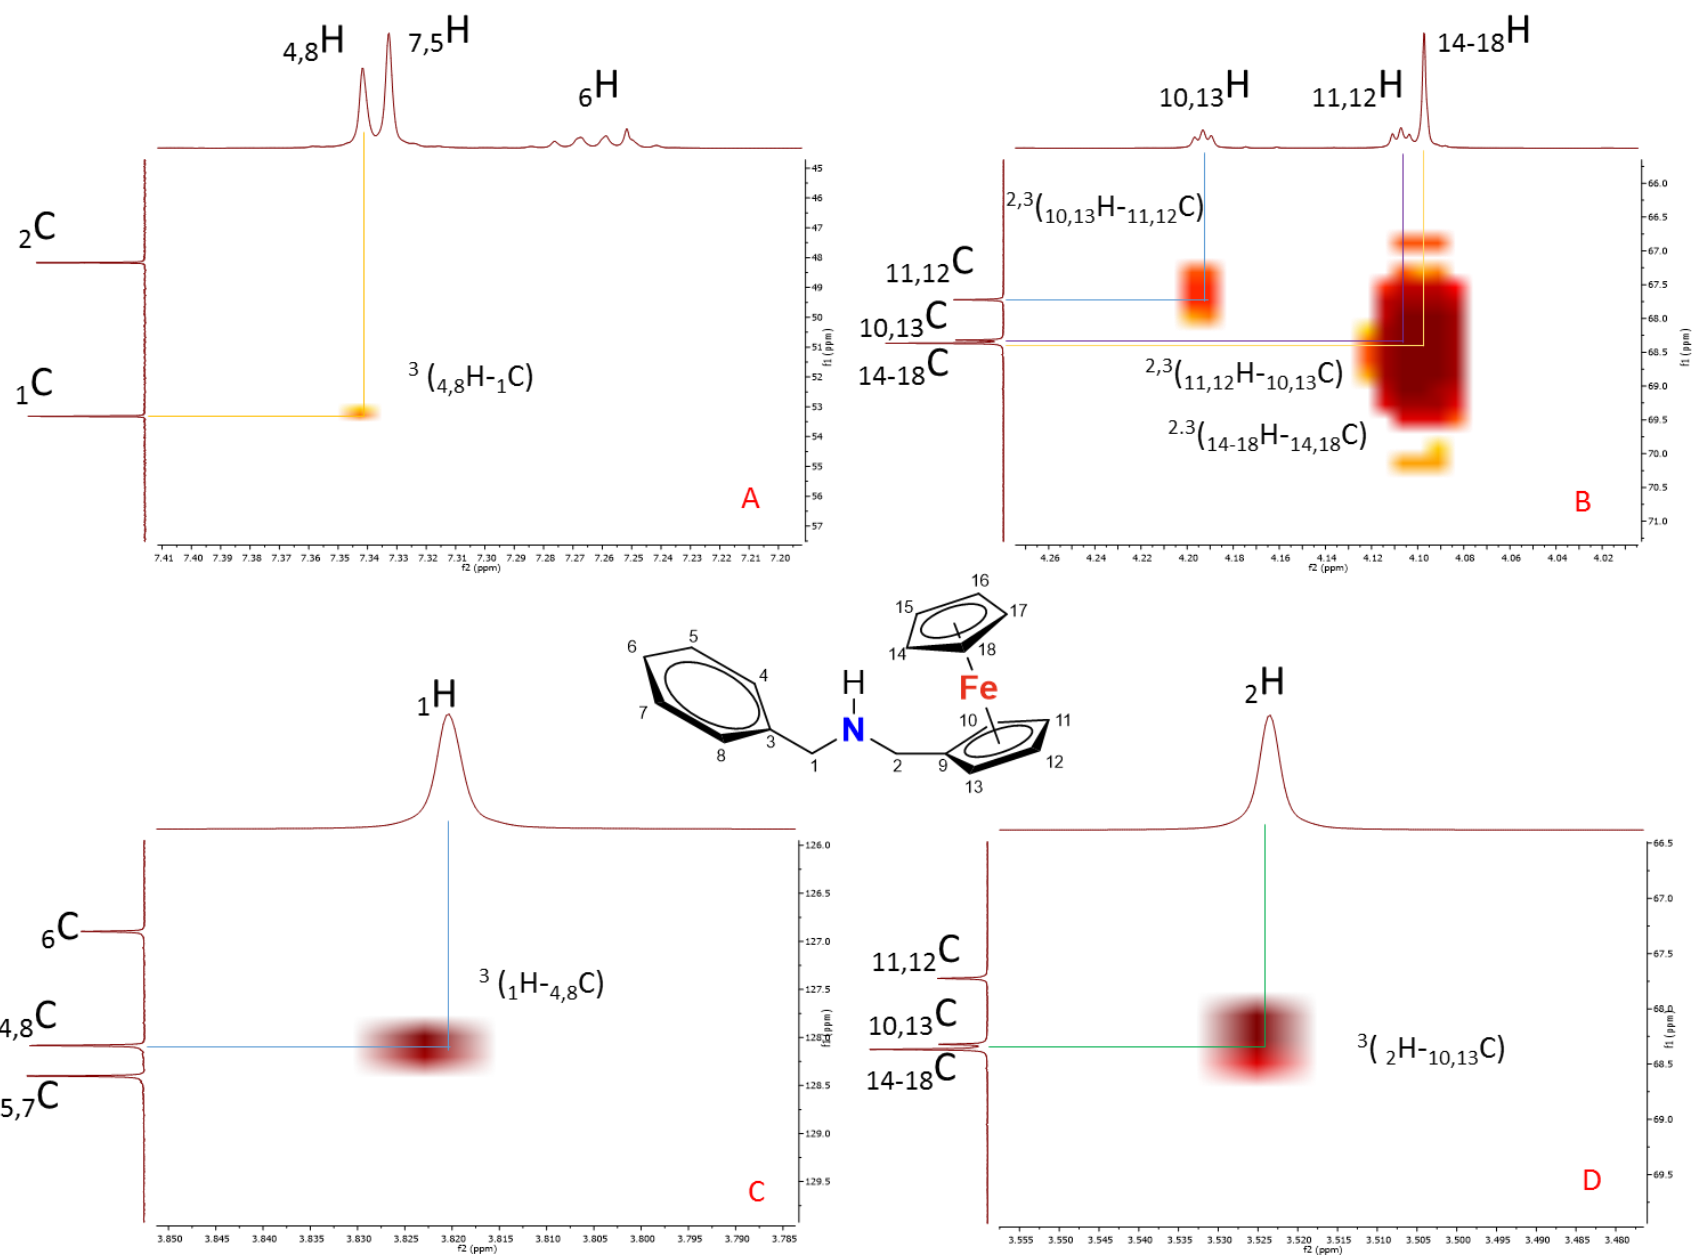 4,8H
7,5H
6H
2C
1C
3 (4,8H-1C)
A
45
46
47
48
49
50
51
52
53
54
55
56
57
f1 (ppm)
7.41 7.40 7.39 7.38 7.37 7.36 7.35 7.34 7.33 7.32 7.31 7.30 7.29 7.28 7.27 7.26 7.25 7.24 7.23 7.22 7.21 7.20
f2 (ppm)
10,13H
11,12H
14-18H
2,3(10,13H-11,12C)
11,12C
10,13C
14-18C
2,3(11,12H-10,13C)
2.3(14-18H-14,18C)
B
66.0
66.5
67.0
67.5
68.0
68.5
69.0
69.5
70.0
70.5
71.0
f1 (ppm)
4.26 4.24 4.22 4.20 4.18 4.16 4.14 4.12 4.10 4.08 4.06 4.04 4.02
f2 (ppm)
16
15
17
14
18
Fe
6
5
4
7
8
3
1
H
N
2
9
10
11
12
13
1H
6C
4,8C
5,7C
3 (1H-4,8C)
C
126.0
126.5
127.0
127.5
128.0
128.5
129.0
129.5
f1 (ppm)
3.850 3.845 3.840 3.835 3.830 3.825 3.820 3.815 3.810 3.805 3.800 3.795 3.790 3.785
f2 (ppm)
2H
11,12C
10,13C
14-18C
3( 2H-10,13C)
D
66.5
67.0
67.5
68.0
68.5
69.0
69.5
f1 (ppm)
3.555 3.550 3.545 3.540 3.535 3.530 3.525 3.520 3.515 3.510 3.505 3.500 3.495 3.490 3.485 3.480
f2 (ppm)